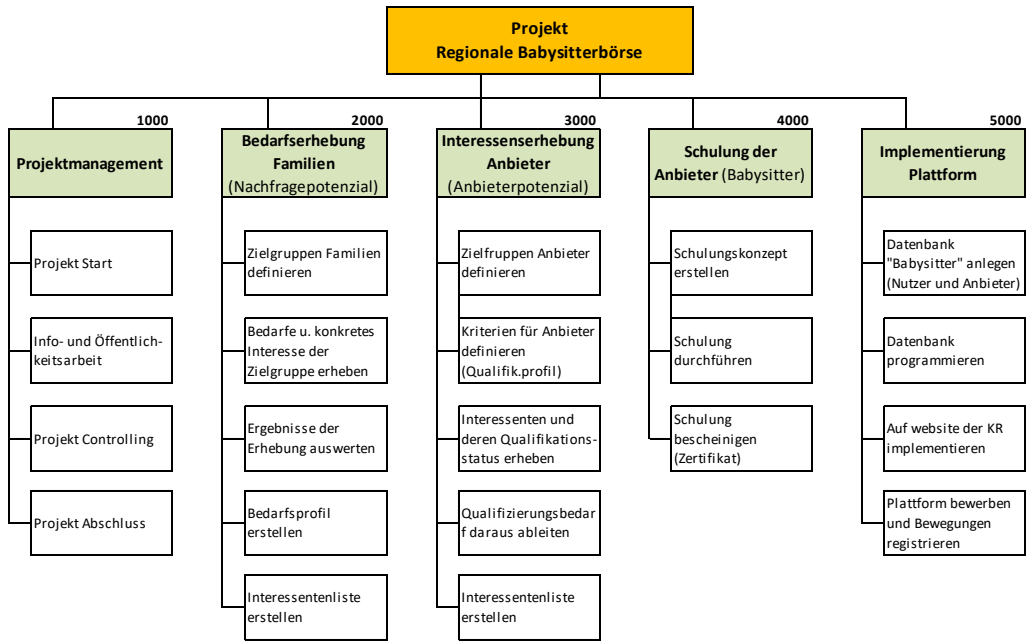 Projekt
Regionale Babysitterbörse
1000
Projektmanagement
Projekt Start
Info- und Öffentlich-
keitsarbeit
Projekt Controlling
Projekt Abschluss
2000
Bedarfserhebung
Familien
(Nachfragepotenzial)
Zielgruppen Familien
definieren
Bedarfe u. konkretes
Interesse der
Zielgruppe erheben
Ergebnisse der
Erhebung auswerten
Bedarfsprofil
erstellen
Interessentenliste
erstellen
3000
Interessenserhebung
Anbieter
(Anbieterpotenzial)
Zielfruppen Anbieter
definieren
Kriterien für Anbieter
definieren
(Qualifik.profil)
Interessenten und
deren Qualifikations-
status erheben
Qualifizierungsbedar
f daraus ableiten
Interessentenliste
erstellen
4000
Schulung der
Anbieter (Babysitter)
Schulungskonzept
erstellen
Schulung
durchführen
Schulung
bescheinigen
(Zertifikat)
5000
Implementierung
Plattform
Datenbank
"Babysitter" anlegen
(Nutzer und Anbieter)
Datenbank
programmieren
Auf website der KR
implementieren
Plattform bewerben
und Bewegungen
registrieren